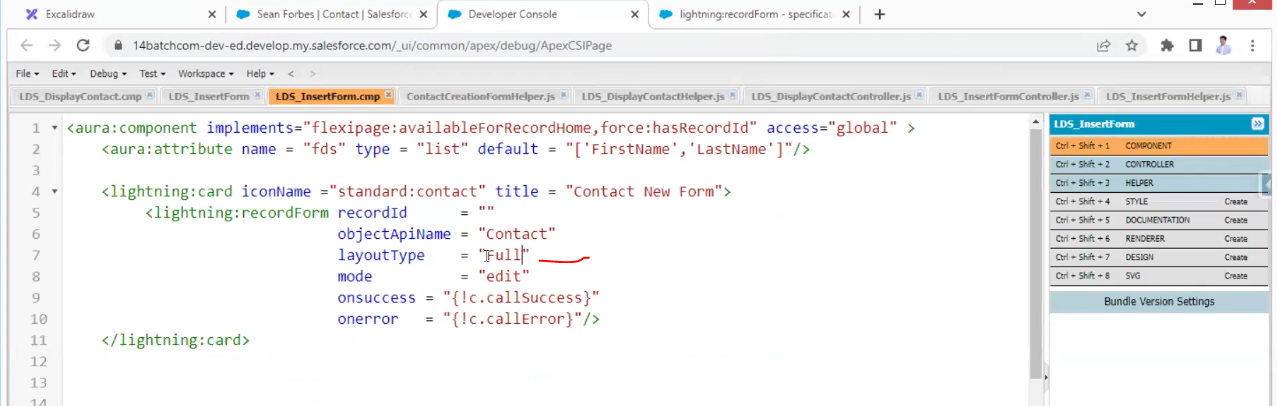 Excalidraw
Sean Forbes | Contact | Salesforc
Developer Console
lightning:recordForm - specificat
14batchcom-dev-ed.develop.my.salesforce.com/_ui/common/apex/debug/ApexCSIPage
File Edit Debug Test Workspace Help < >
LDS_DisplayContact.cmp LDS_InsertForm LDS_InsertForm.cmp ContactCreationFormHelper.js LDS_DisplayContactHelper.js LDS_DisplayContactController.js LDS_InsertFormController.js LDS_InsertFormHelper.js
1 <aura:component implements="flexipage:availableForRecordHome,force:hasRecordId" access="global" >
2 <aura:attribute name = "fds" type = "list" default = "['FirstName','LastName']"/>
3
4 <lightning:card iconName ="standard:contact" title = "Contact New Form">
5 <lightning:recordForm recordId = ""
6 objectApiName = "Contact"
7 layoutType = "Full"
8 mode = "edit"
9 onsuccess = "{!c.callSuccess}"
10 onerror = "{!c.callError}"/>
11 </lightning:card>
12
13
14
LDS_InsertForm
Ctrl + Shift + 1 COMPONENT
Ctrl + Shift + 2 CONTROLLER
Ctrl + Shift + 3 HELPER
Ctrl + Shift + 4 STYLE Create
Ctrl + Shift + 5 DOCUMENTATION Create
Ctrl + Shift + 6 RENDERER Create
Ctrl + Shift + 7 DESIGN Create
Ctrl + Shift + 8 SVG Create
Bundle Version Settings